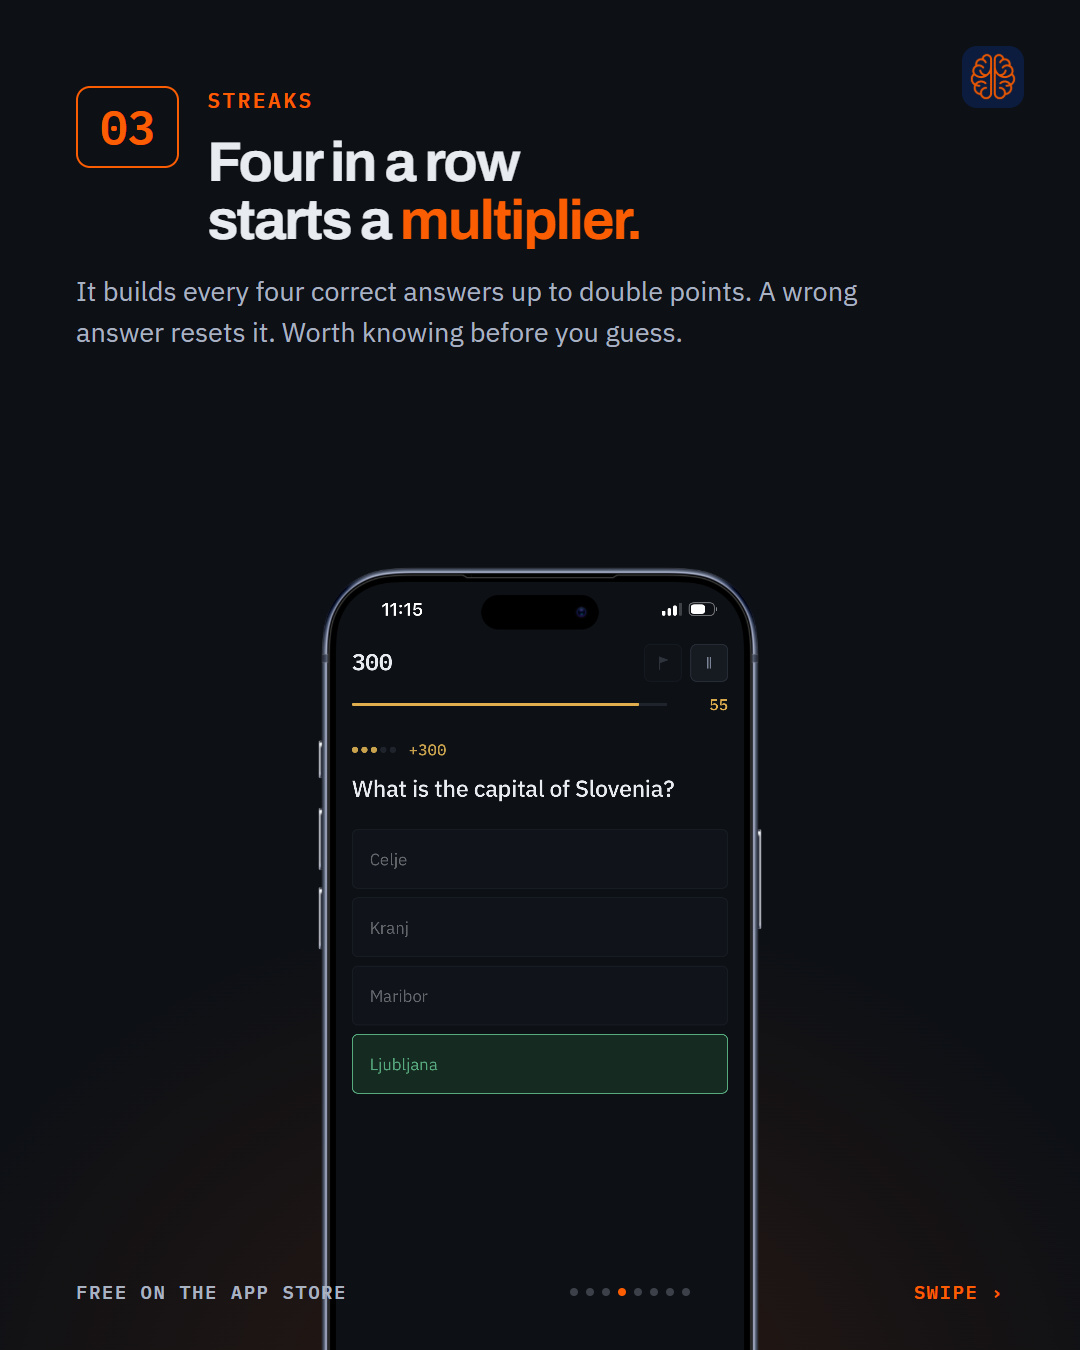 03
STREAKS
Four in a row
starts a multiplier.
It builds every four correct answers up to double points. A wrong
answer resets it. Worth knowing before you guess.
11:15
300
55
+300
What is the capital of Slovenia?
Celje
Kranj
Maribor
Ljubljana
FREE ON THE APP STORE
SWIPE ›